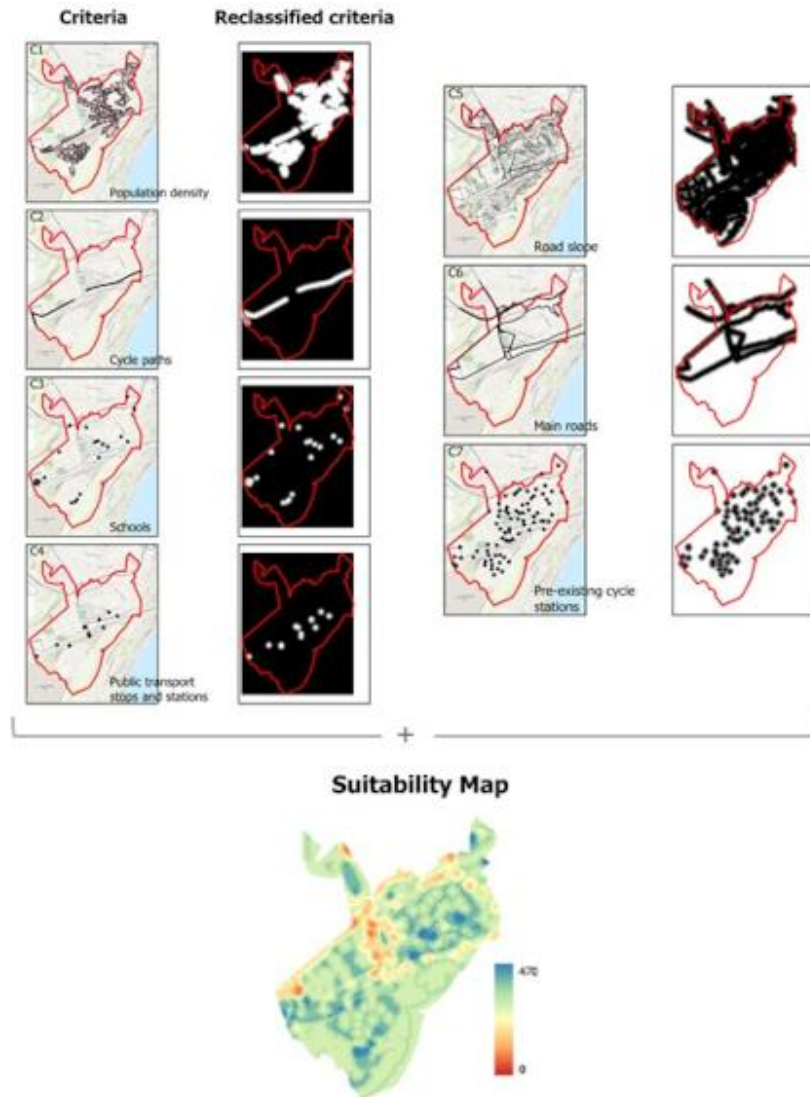 Criteria
Reclassified criteria
C1
Population density
C2
Cycle paths
C3
Schools
C4
Public transport
stops and stations
C5
Road slope
C6
Main roads
C7
Pre-existing cycle
stations
+
Suitability Map
470
0